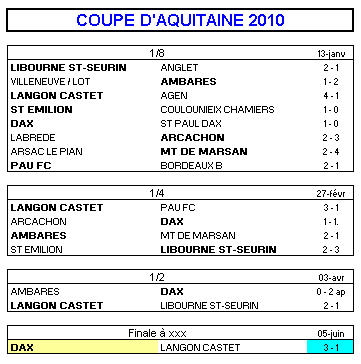 COUPE D'AQUITAINE 2010
1/8 13-janv
LIBOURNE ST-SEURIN ANGLET 2 - 1
VILLENEUVE / LOT AMBARES 1 - 2
LANGON CASTET AGEN 4 - 1
ST EMILION COULOUNIEIX CHAMIERS 1 - 0
DAX ST PAUL DAX 1 - 0
LABREDE ARCACHON 2 - 3
ARSAC LE PIAN MT DE MARSAN 2 - 4
PAU FC BORDEAUX B 2 - 1
1/4 27-févr
LANGON CASTET PAU FC 3 - 1
ARCACHON DAX 1 - 1.
AMBARES MT DE MARSAN 2 - 1
ST EMILION LIBOURNE ST-SEURIN 2 - 3
1/2 03-avr
AMBARES DAX 0 - 2 ap
LANGON CASTET LIBOURNE ST-SEURIN 2 - 1
Finale à xxx 05-juin
DAX LANGON CASTET 3 - 1